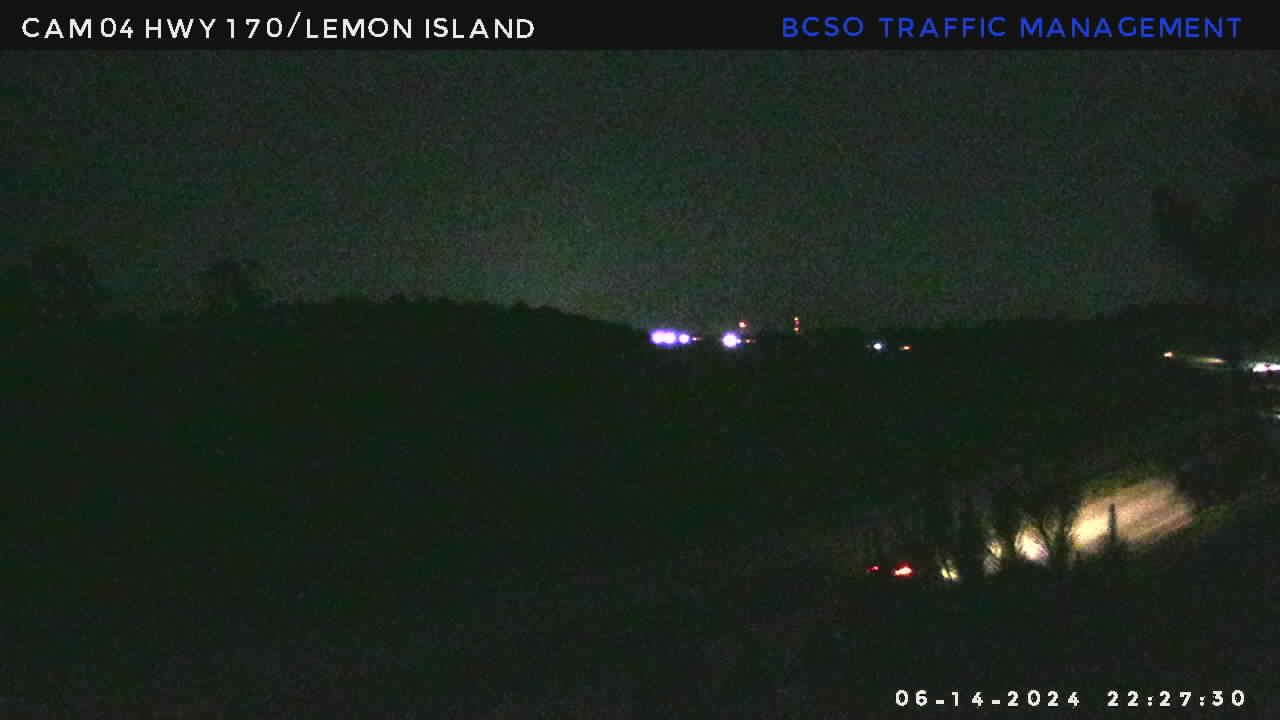 CAM04 HWY 170/LEMON ISLAND
BCSO TRAFFIC MANAGEMENT
06-14-2024 22:27:30